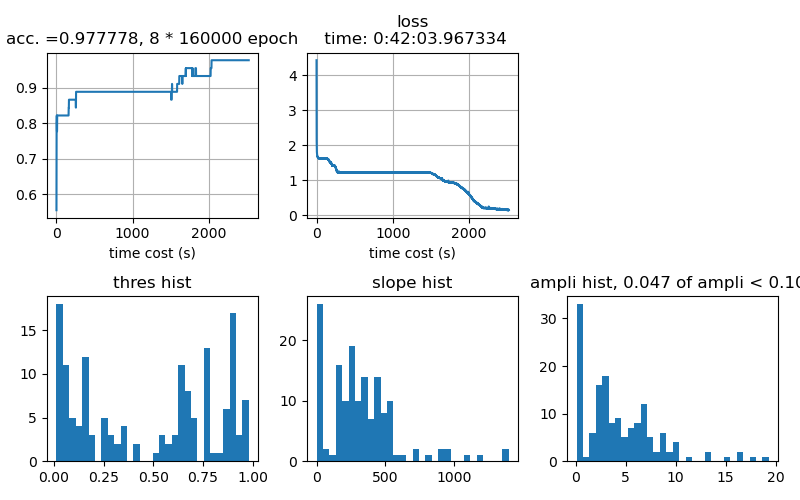 acc. =0.977778, 8 * 160000 epoch
0.9
0.8
0.7
0.6
0 1000 2000
time cost (s)
loss
time: 0:42:03.967334
4
3
2
1
0
0 1000 2000
time cost (s)
thres hist
15
10
5
0
0.00 0.25 0.50 0.75 1.00
slope hist
20
10
0
0 500 1000
ampli hist, 0.047 of ampli < 0.10
30
20
10
0
0 5 10 15 20